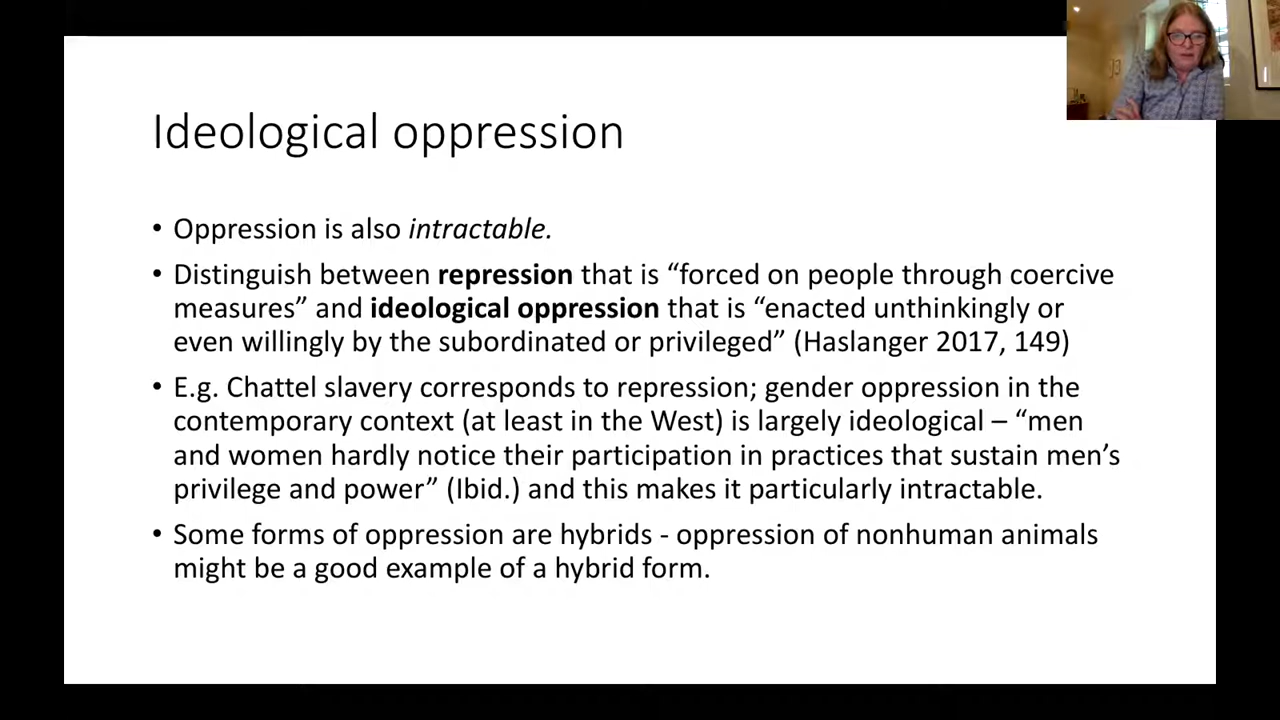 Ideological oppression
• Oppression is also intractable.
• Distinguish between repression that is “forced on people through coercive
measures” and ideological oppression that is “enacted unthinkingly or
even willingly by the subordinated or privileged” (Haslanger 2017, 149)
• E.g. Chattel slavery corresponds to repression; gender oppression in the
contemporary context (at least in the West) is largely ideological – “men
and women hardly notice their participation in practices that sustain men’s
privilege and power” (Ibid.) and this makes it particularly intractable.
• Some forms of oppression are hybrids - oppression of nonhuman animals
might be a good example of a hybrid form.